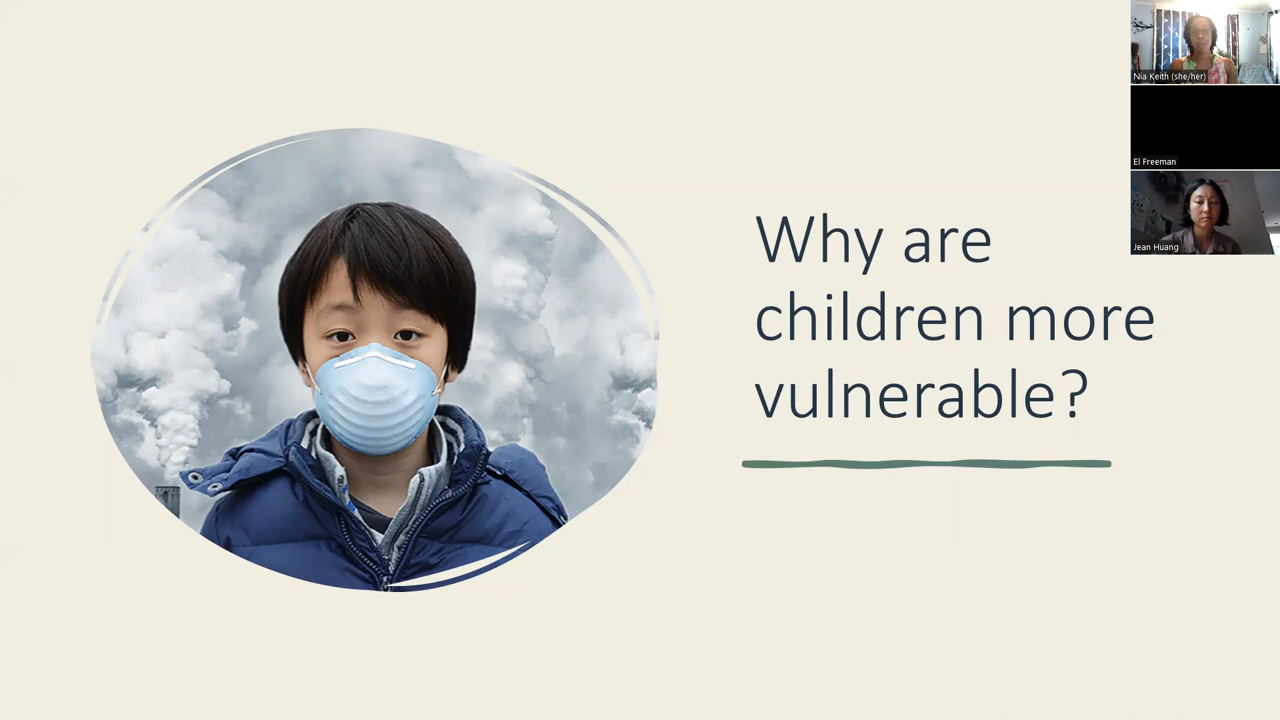 Why are
children more
vulnerable?
Nia Keith (she/her)
El Freeman
Jean Huang